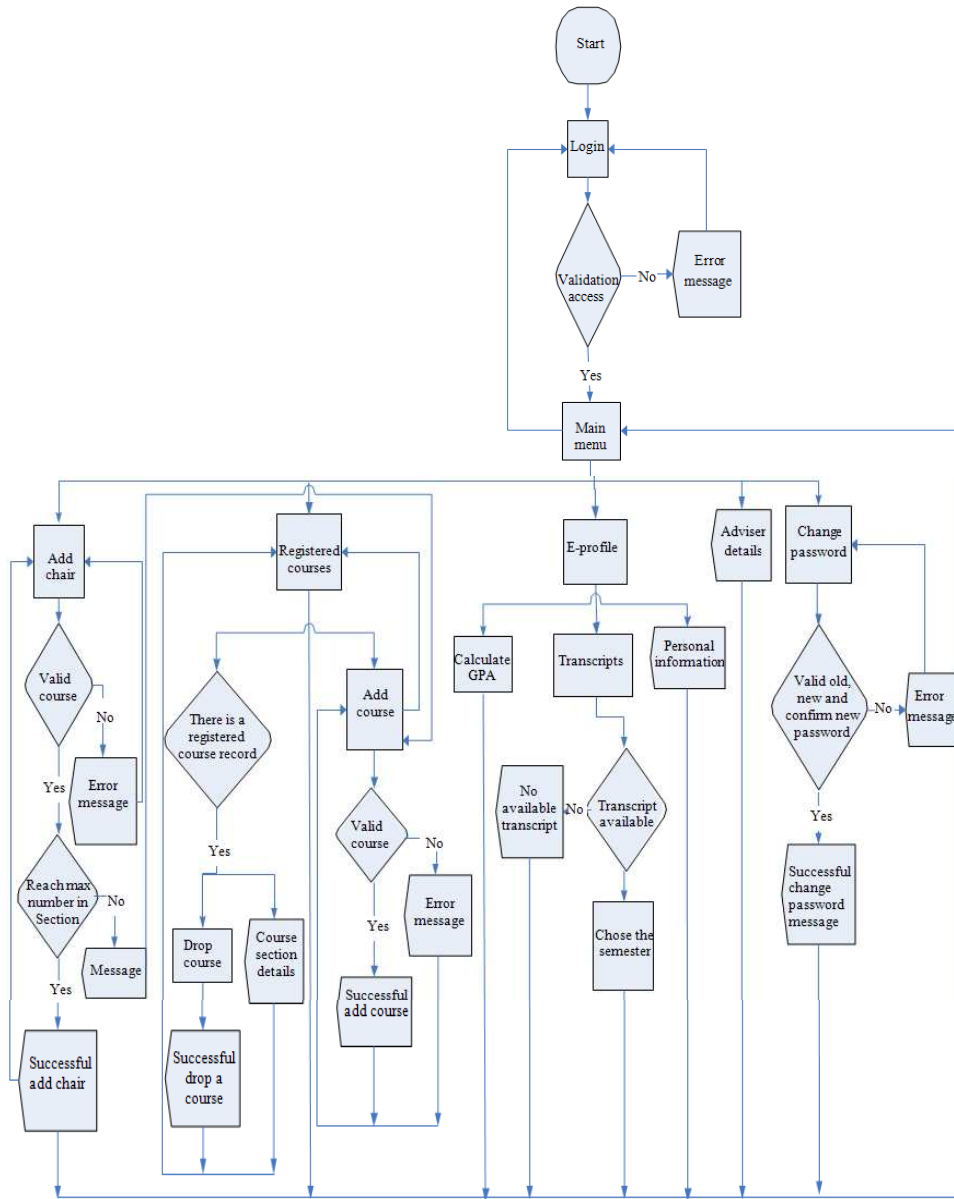 Start
Login
Validation
access
No
Error
message
Yes
Main
menu
Add
chair
Registered
courses
E-profile
Adviser
details
Change
password
Valid
course
No
Error
message
Yes
Reach max
number in
Section
No
Message
Yes
Successful
add chair
There is a
registered
course record
Yes
Drop
course
Course
section
details
Successful
drop a
course
Add
course
Valid
course
No
Error
message
Yes
Successful
add course
Calculate
GPA
Transcripts
Personal
information
Transcript
available
No
No
available
transcript
Chose the
semester
Valid old,
new and
confirm new
password
No
Error
message
Yes
Successful
change
password
message